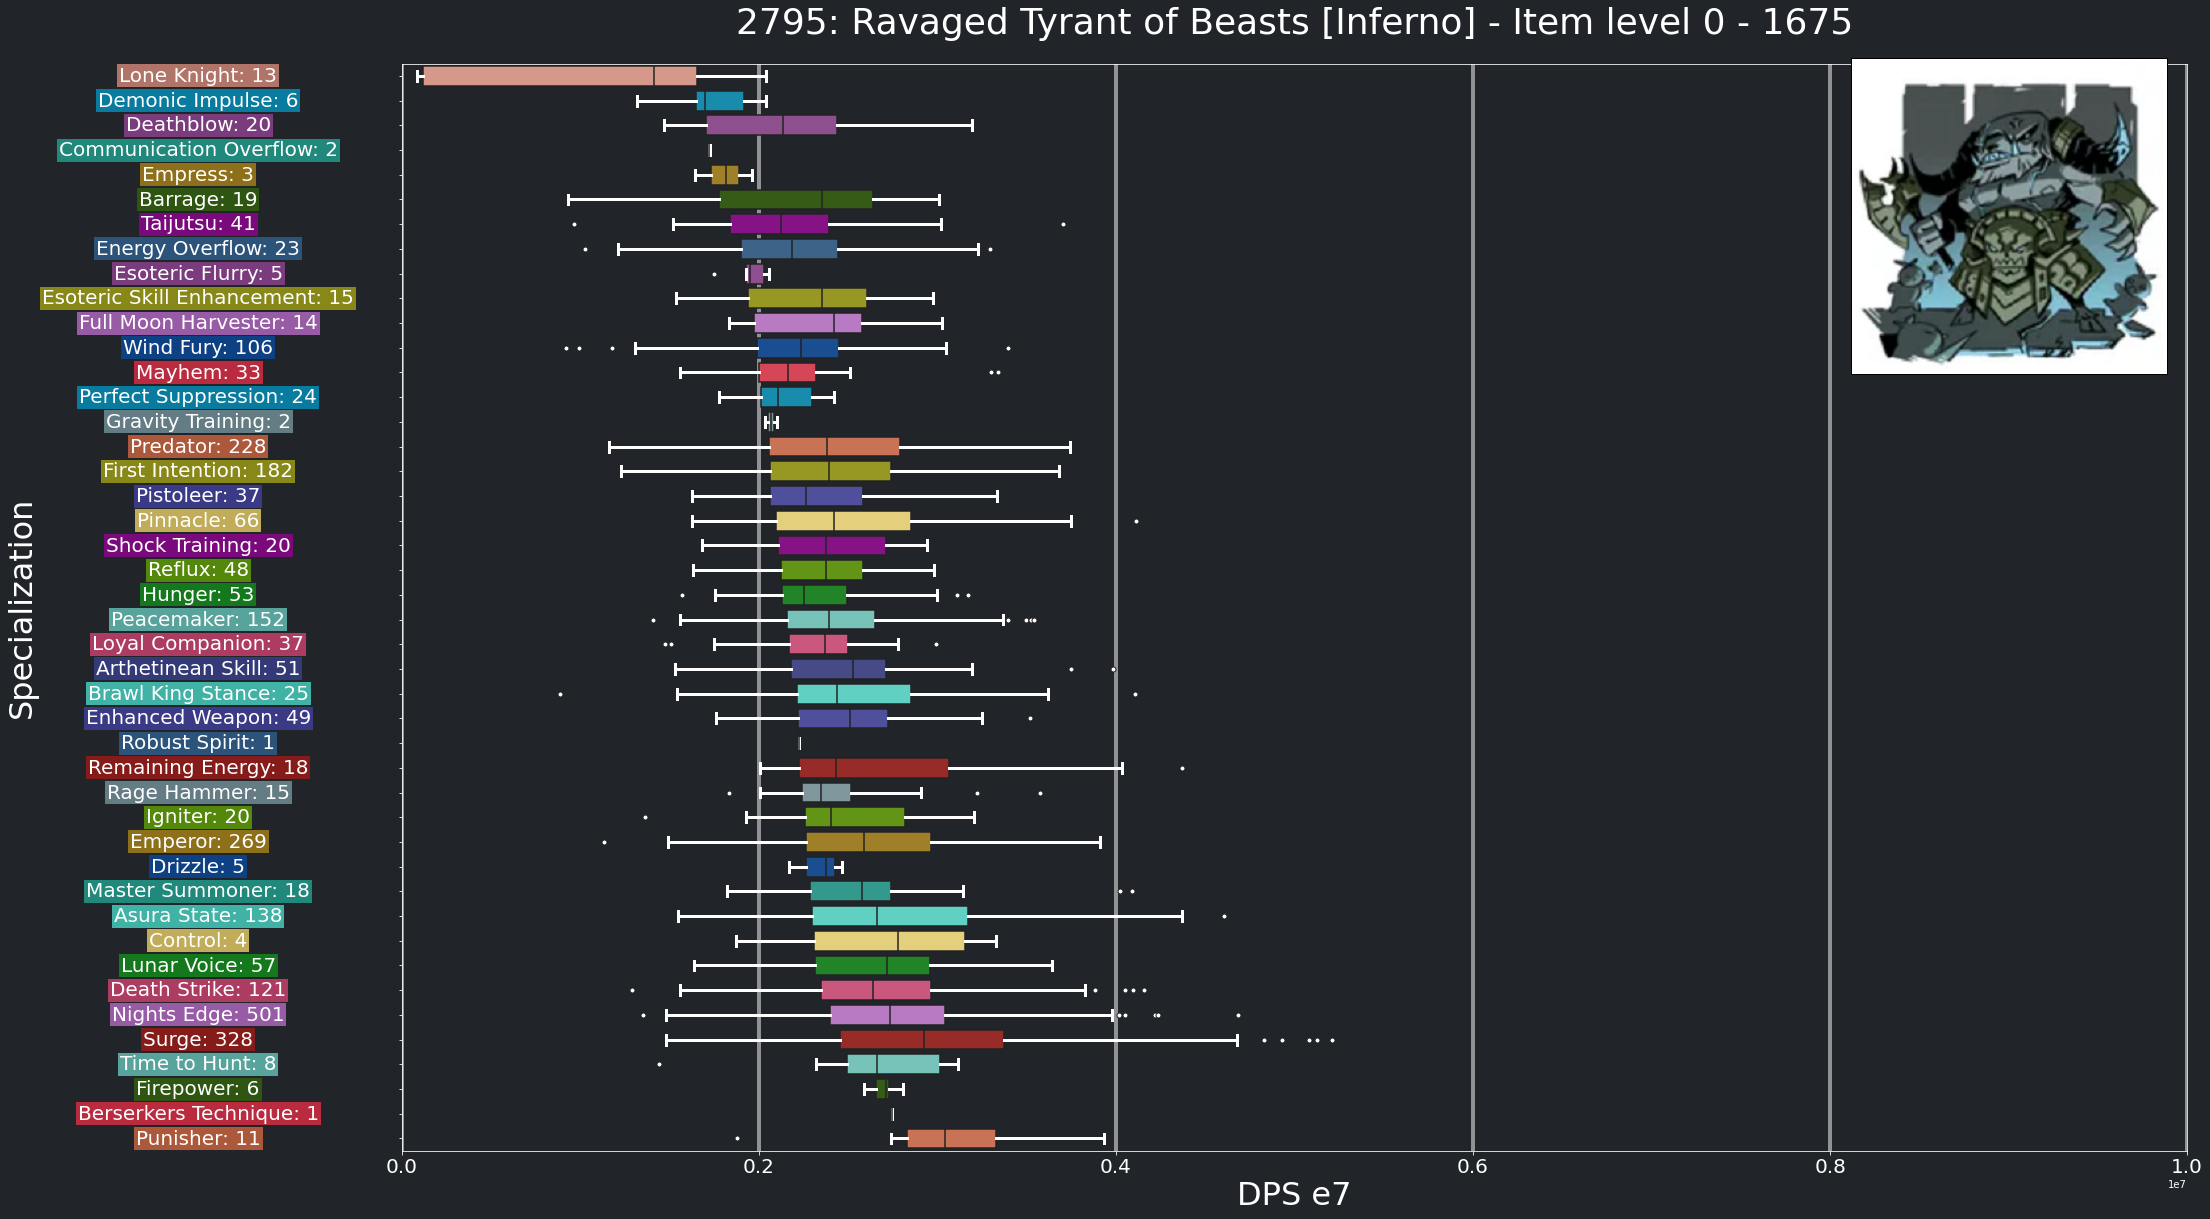 2795: Ravaged Tyrant of Beasts [Inferno] - Item level 0 - 1675
Lone Knight: 13
Demonic Impulse: 6
Deathblow: 20
Communication Overflow: 2
Empress: 3
Barrage: 19
Taijutsu: 41
Energy Overflow: 23
Esoteric Flurry: 5
Esoteric Skill Enhancement: 15
Full Moon Harvester: 14
Wind Fury: 106
Mayhem: 33
Perfect Suppression: 24
Gravity Training: 2
Predator: 228
First Intention: 182
Pistoleer: 37
Pinnacle: 66
Shock Training: 20
Reflux: 48
Hunger: 53
Peacemaker: 152
Loyal Companion: 37
Arthetinean Skill: 51
Brawl King Stance: 25
Enhanced Weapon: 49
Robust Spirit: 1
Remaining Energy: 18
Rage Hammer: 15
Igniter: 20
Emperor: 269
Drizzle: 5
Master Summoner: 18
Asura State: 138
Control: 4
Lunar Voice: 57
Death Strike: 121
Nights Edge: 501
Surge: 328
Time to Hunt: 8
Firepower: 6
Berserkers Technique: 1
Punisher: 11
Specialization
0.0 0.2 0.4 0.6 0.8 1.0
1e7
DPS e7